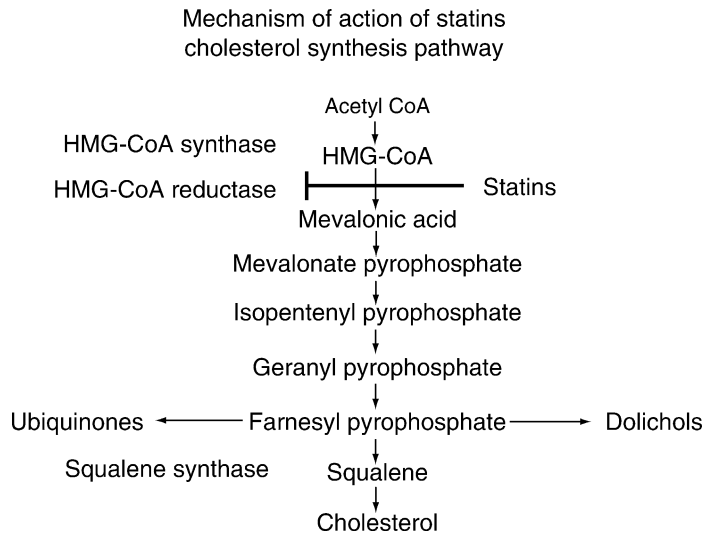 Mechanism of action of statins
cholesterol synthesis pathway
Acetyl CoA
HMG-CoA synthase
HMG-CoA
HMG-CoA reductase
Statins
Mevalonic acid
Mevalonate pyrophosphate
Isopentenyl pyrophosphate
Geranyl pyrophosphate
Ubiquinones
Farnesyl pyrophosphate
Dolichols
Squalene synthase
Squalene
Cholesterol